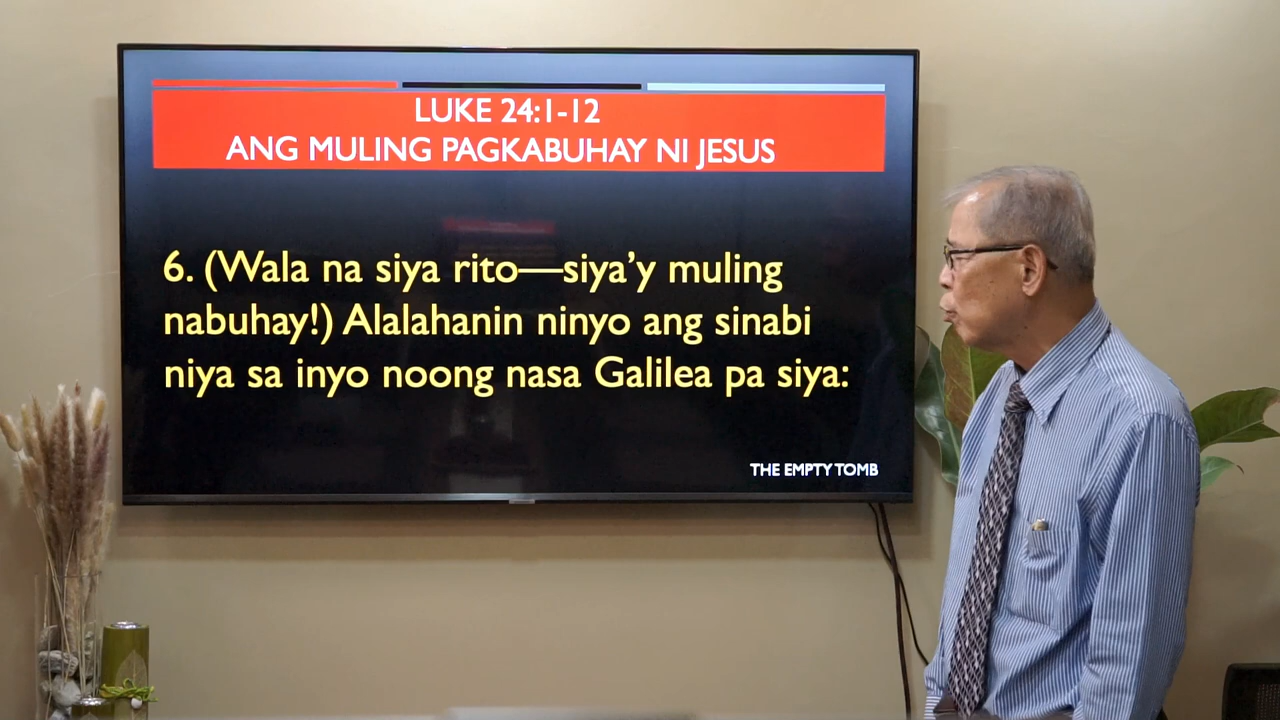 LUKE 24:1-12
ANG MULING PAGKABUHAY NI JESUS
6. (Wala na siya rito—siya’y muling
nabuhay!) Alalahanin ninyo ang sinabi
niya sa inyo noong nasa Galilea pa siya:
THE EMPTY TOMB